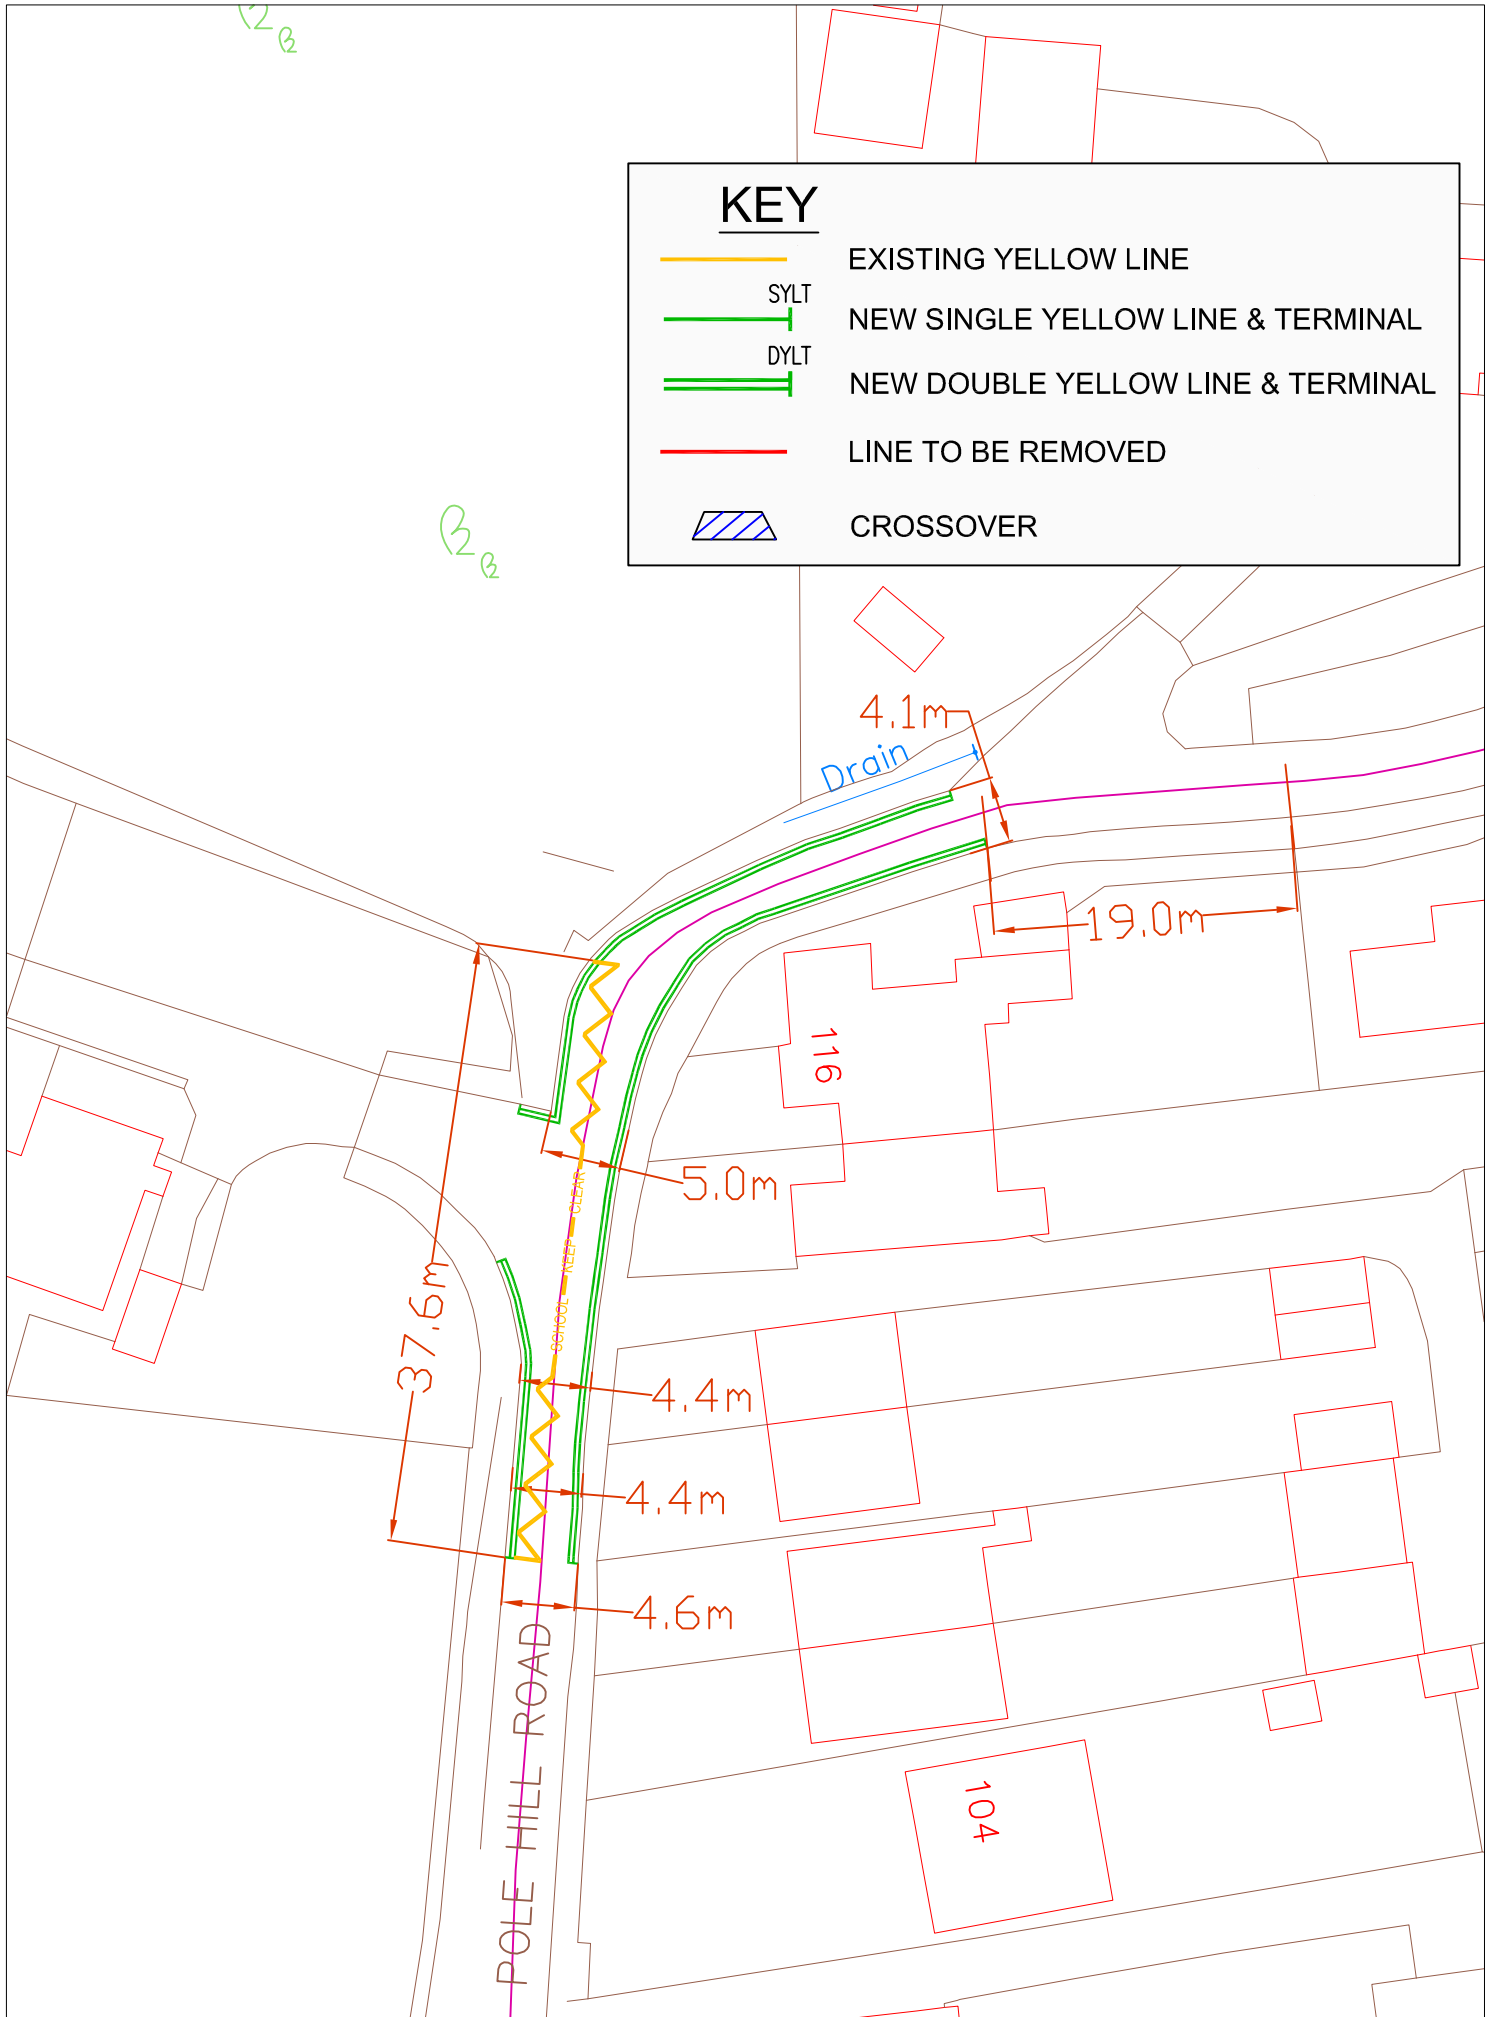 KEY
EXISTING YELLOW LINE
SYLT
NEW SINGLE YELLOW LINE & TERMINAL
DYLT
NEW DOUBLE YELLOW LINE & TERMINAL
LINE TO BE REMOVED
CROSSOVER
4.1m
Drain
19.0m
116
5.0m
SCHOOL KEEP CLEAR
37.6m
4.4m
4.4m
4.6m
POLE HILL ROAD
104